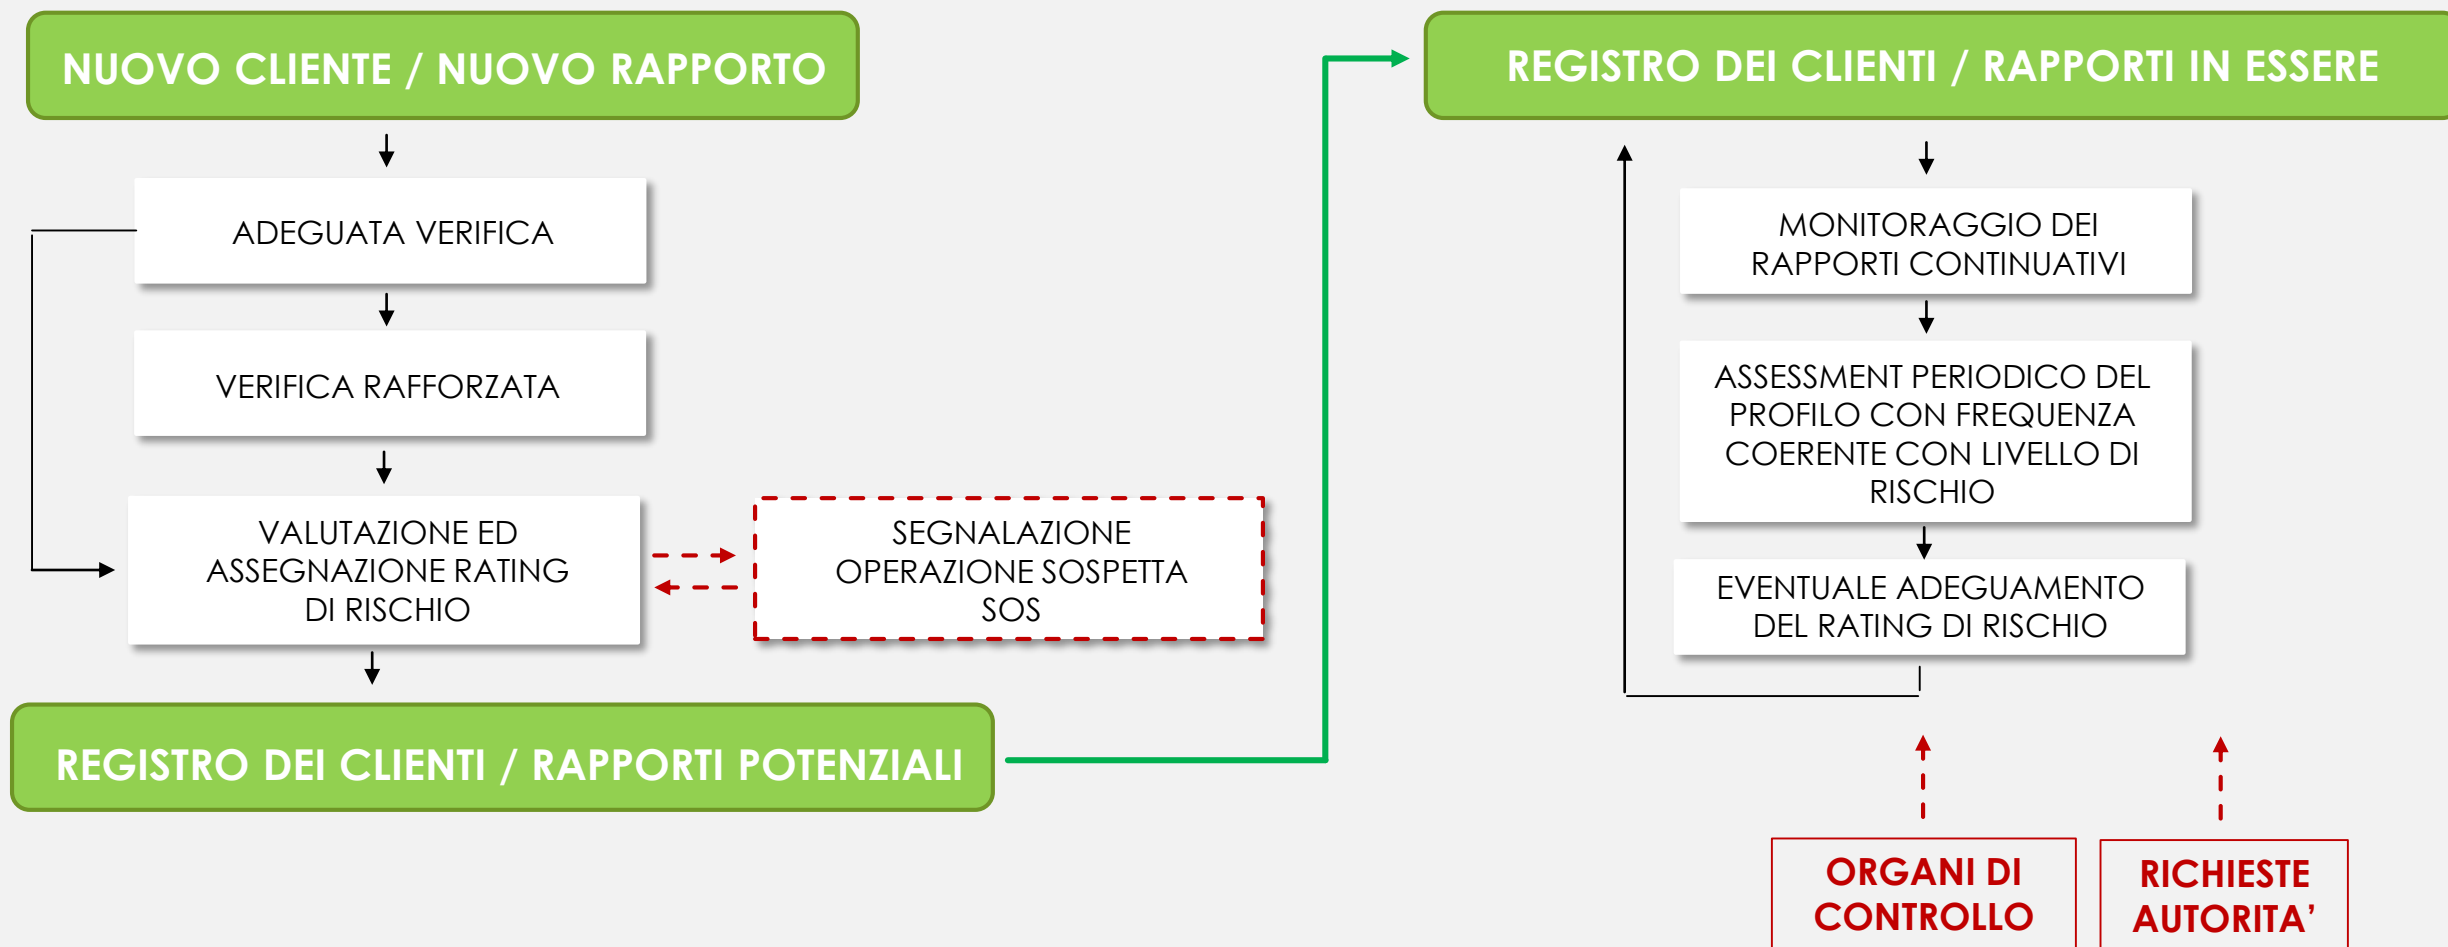 NUOVO CLIENTE / NUOVO RAPPORTO
ADEGUATA VERIFICA
VERIFICA RAFFORZATA
VALUTAZIONE ED
ASSEGNAZIONE RATING
DI RISCHIO
SEGNALAZIONE
OPERAZIONE SOSPETTA
SOS
REGISTRO DEI CLIENTI / RAPPORTI POTENZIALI
REGISTRO DEI CLIENTI / RAPPORTI IN ESSERE
MONITORAGGIO DEI
RAPPORTI CONTINUATIVI
ASSESSMENT PERIODICO DEL
PROFILO CON FREQUENZA
COERENTE CON LIVELLO DI
RISCHIO
EVENTUALE ADEGUAMENTO
DEL RATING DI RISCHIO
ORGANI DI
CONTROLLO
RICHIESTE
AUTORITA’